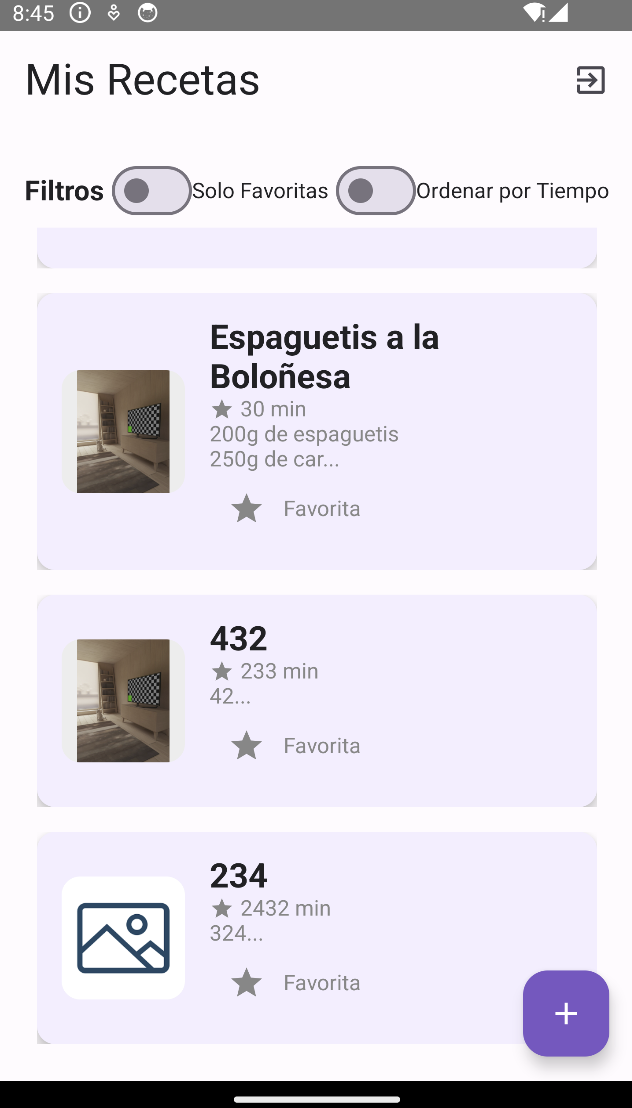 8:45
Mis Recetas
Filtros Solo Favoritas Ordenar por Tiempo
Espaguetis a la
Boloñesa
30 min
200g de espaguetis
250g de car...
Favorita
432
233 min
42...
Favorita
234
2432 min
324...
Favorita
+